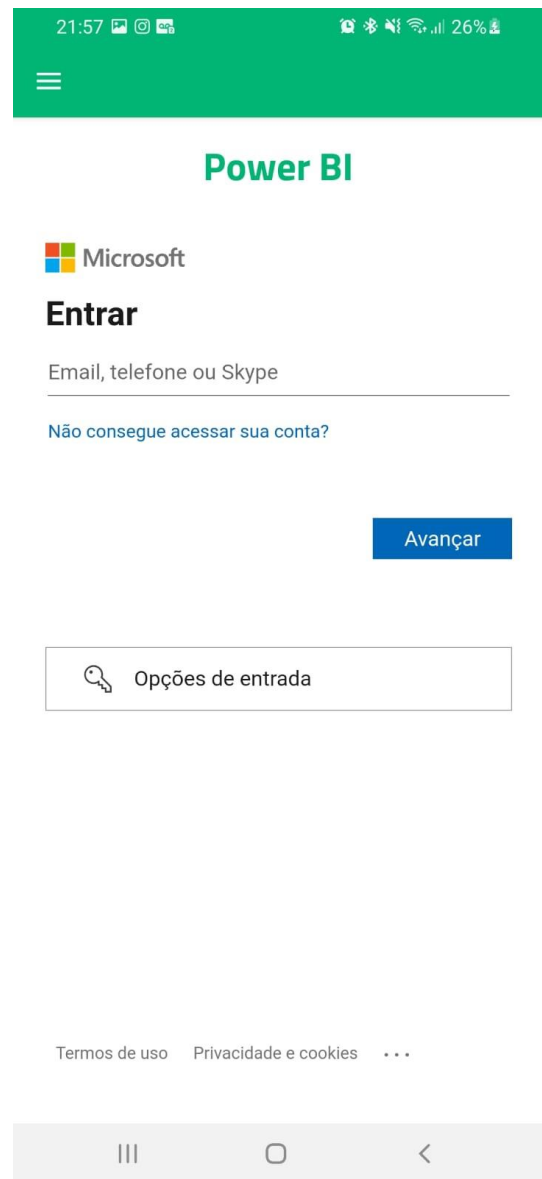 21:57 26%
Power BI
Microsoft
Entrar
Email, telefone ou Skype
Não consegue acessar sua conta?
Avançar
Opções de entrada
Termos de uso Privacidade e cookies ...